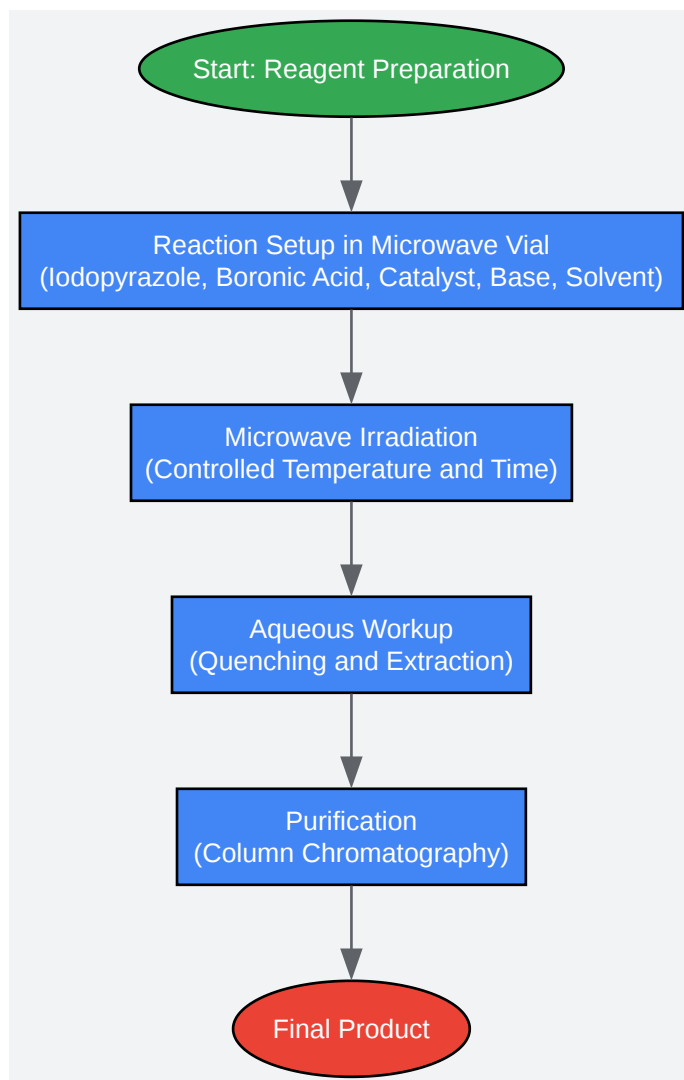 Start: Reagent Preparation
Reaction Setup in Microwave Vial
(Iodopyrazole, Boronic Acid, Catalyst, Base, Solvent)
Microwave Irradiation
(Controlled Temperature and Time)
Aqueous Workup
(Quenching and Extraction)
Purification
(Column Chromatography)
Final Product